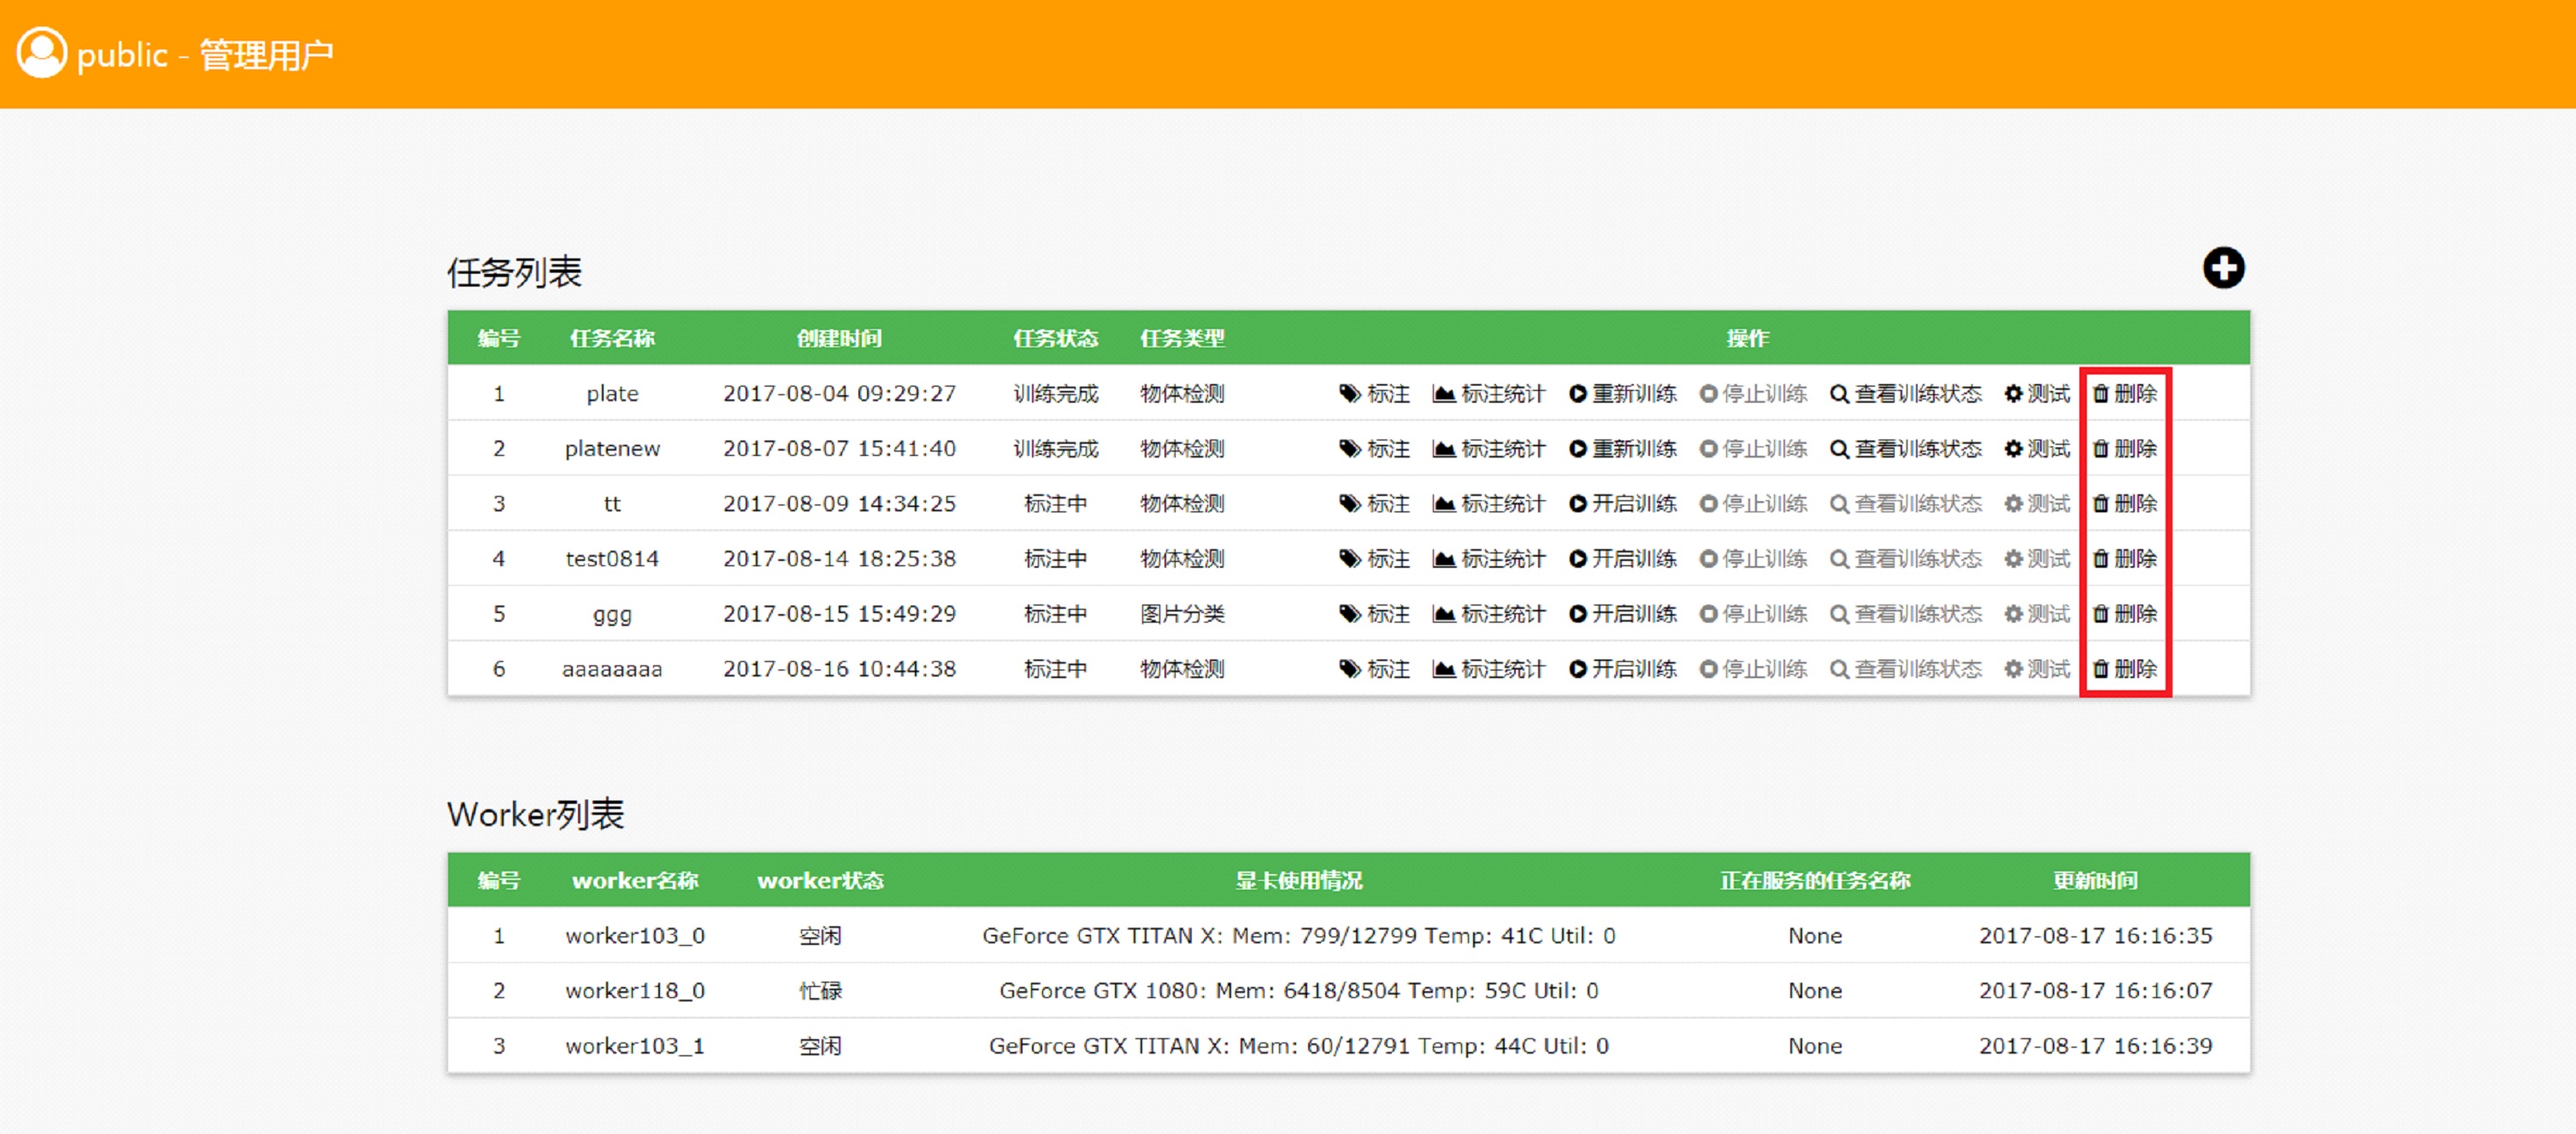 public - 管理用户
任务列表
编号 任务名称 创建时间 任务状态 任务类型 操作
1 plate 2017-08-04 09:29:27 训练完成 物体检测 标注 标注统计 重新训练 停止训练 查看训练状态 测试 删除
2 platenew 2017-08-07 15:41:40 训练完成 物体检测 标注 标注统计 重新训练 停止训练 查看训练状态 测试 删除
3 tt 2017-08-09 14:34:25 标注中 物体检测 标注 标注统计 开启训练 停止训练 查看训练状态 测试 删除
4 test0814 2017-08-14 18:25:38 标注中 物体检测 标注 标注统计 开启训练 停止训练 查看训练状态 测试 删除
5 ggg 2017-08-15 15:49:29 标注中 图片分类 标注 标注统计 开启训练 停止训练 查看训练状态 测试 删除
6 aaaaaaaa 2017-08-16 10:44:38 标注中 物体检测 标注 标注统计 开启训练 停止训练 查看训练状态 测试 删除
Worker列表
编号 worker名称 worker状态 显卡使用情况 正在服务的任务名称 更新时间
1 worker103_0 空闲 GeForce GTX TITAN X: Mem: 799/12799 Temp: 41C Util: 0 None 2017-08-17 16:16:35
2 worker118_0 忙碌 GeForce GTX 1080: Mem: 6418/8504 Temp: 59C Util: 0 None 2017-08-17 16:16:07
3 worker103_1 空闲 GeForce GTX TITAN X: Mem: 60/12791 Temp: 44C Util: 0 None 2017-08-17 16:16:39